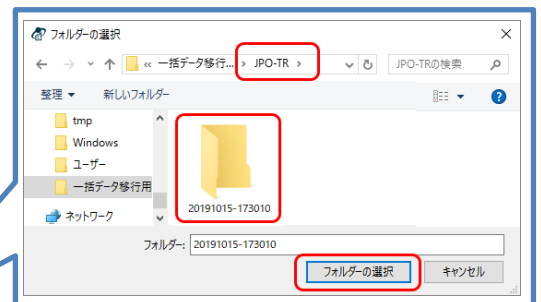 フォルダーの選択
« 一括データ移行... › JPO-TR ›
JPO-TRの検索
整理 新しいフォルダー
tmp
Windows
ユーザー
一括データ移行用
ネットワーク
20191015-173010
フォルダー: 20191015-173010
フォルダーの選択 キャンセル